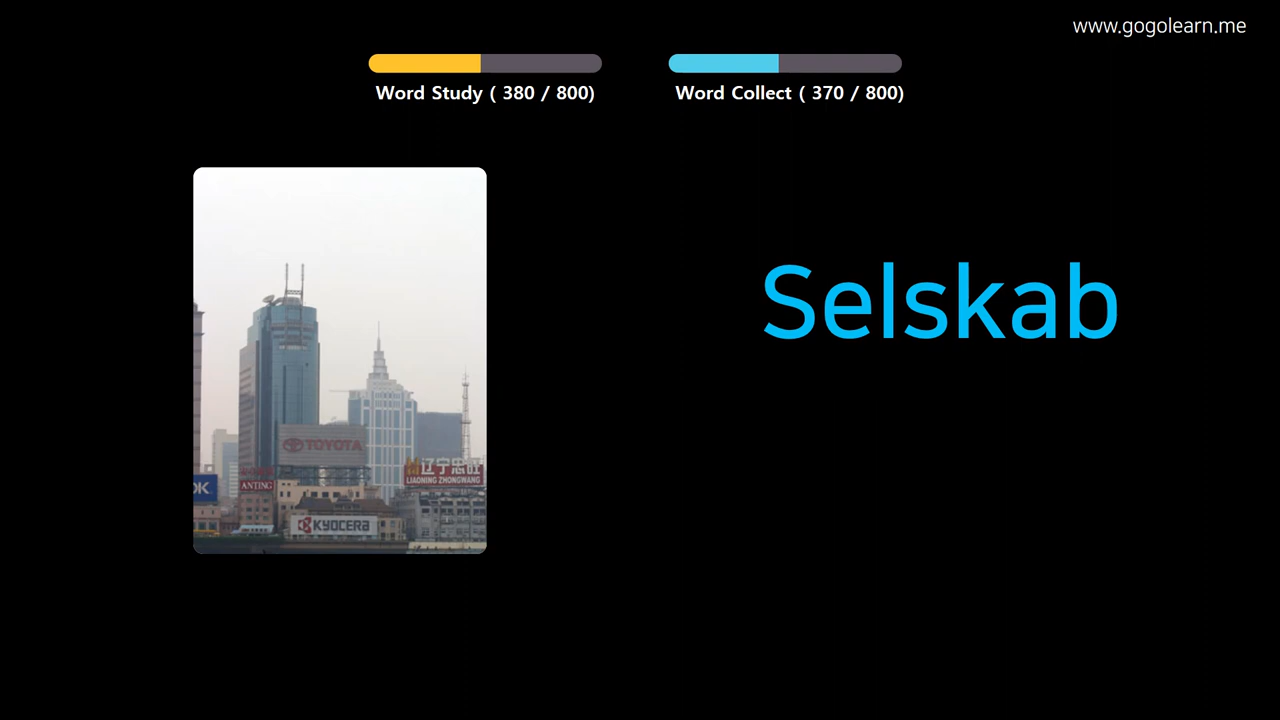 www.gogolearn.me
Word Study ( 380 / 800)
Word Collect ( 370 / 800)
Selskab
TOYOTA
辽宁忠旺
LIAONING ZHONGWANG
ANTING
KYOCERA